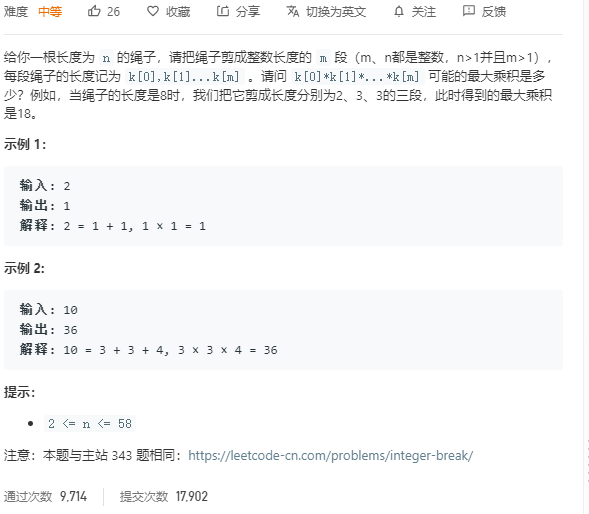 难度 中等 26 收藏 分享 切换为英文 关注 反馈
给你一根长度为 n 的绳子，请把绳子剪成整数长度的 m 段（m、n都是整数，n>1并且m>1），
每段绳子的长度记为 k[0],k[1]...k[m] 。请问 k[0]*k[1]*...*k[m] 可能的最大乘积是多
少？例如，当绳子的长度是8时，我们把它剪成长度分别为2、3、3的三段，此时得到的最大乘积
是18。
示例 1：
输入: 2
输出: 1
解释: 2 = 1 + 1, 1 × 1 = 1
示例 2:
输入: 10
输出: 36
解释: 10 = 3 + 3 + 4, 3 × 3 × 4 = 36
提示：
• 2 <= n <= 58
注意：本题与主站 343 题相同：https://leetcode-cn.com/problems/integer-break/
通过次数 9,714 提交次数 17,902